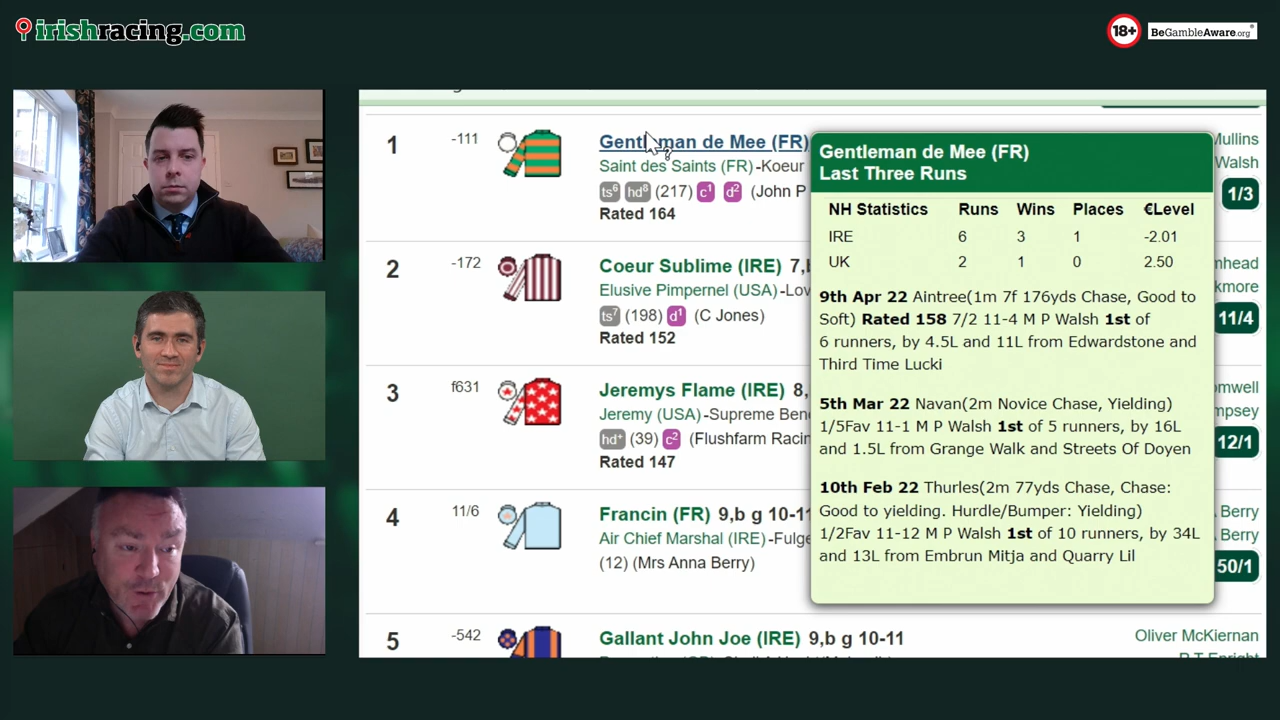 irishracing.com
18+
BeGambleAware.org®
1
-111
Gentleman de Mee (FR)
Saint des Saints (FR) -Koeur
ts6 hd8 (217) c1 d2 (John P
Rated 164
Mullins
Walsh
1/3
2
-172
Coeur Sublime (IRE) 7,b
Elusive Pimpernel (USA) -Lov
ts7 (198) d1 (C Jones)
Rated 152
11/4
3
f631
Jeremys Flame (IRE) 8,
Jeremy (USA) -Supreme Bene
hd+ (39) c2 (Flushfarm Racin
Rated 147
12/1
4
11/6
Francin (FR) 9,b g 10-11
Air Chief Marshal (IRE) -Fulge
(12) (Mrs Anna Berry)
Berry
Berry
50/1
5
-542
Gallant John Joe (IRE) 9,b g 10-11
Oliver McKiernan
Gentleman de Mee (FR)
Last Three Runs
NH Statistics Runs Wins Places €Level
IRE 6 3 1 -2.01
UK 2 1 0 2.50
9th Apr 22 Aintree(1m 7f 176yds Chase, Good to
Soft) Rated 158 7/2 11-4 M P Walsh 1st of
6 runners, by 4.5L and 11L from Edwardstone and
Third Time Lucki
5th Mar 22 Navan(2m Novice Chase, Yielding)
1/5Fav 11-1 M P Walsh 1st of 5 runners, by 16L
and 1.5L from Grange Walk and Streets Of Doyen
10th Feb 22 Thurles(2m 77yds Chase, Chase:
Good to yielding. Hurdle/Bumper: Yielding)
1/2Fav 11-12 M P Walsh 1st of 10 runners, by 34L
and 13L from Embrun Mitja and Quarry Lil